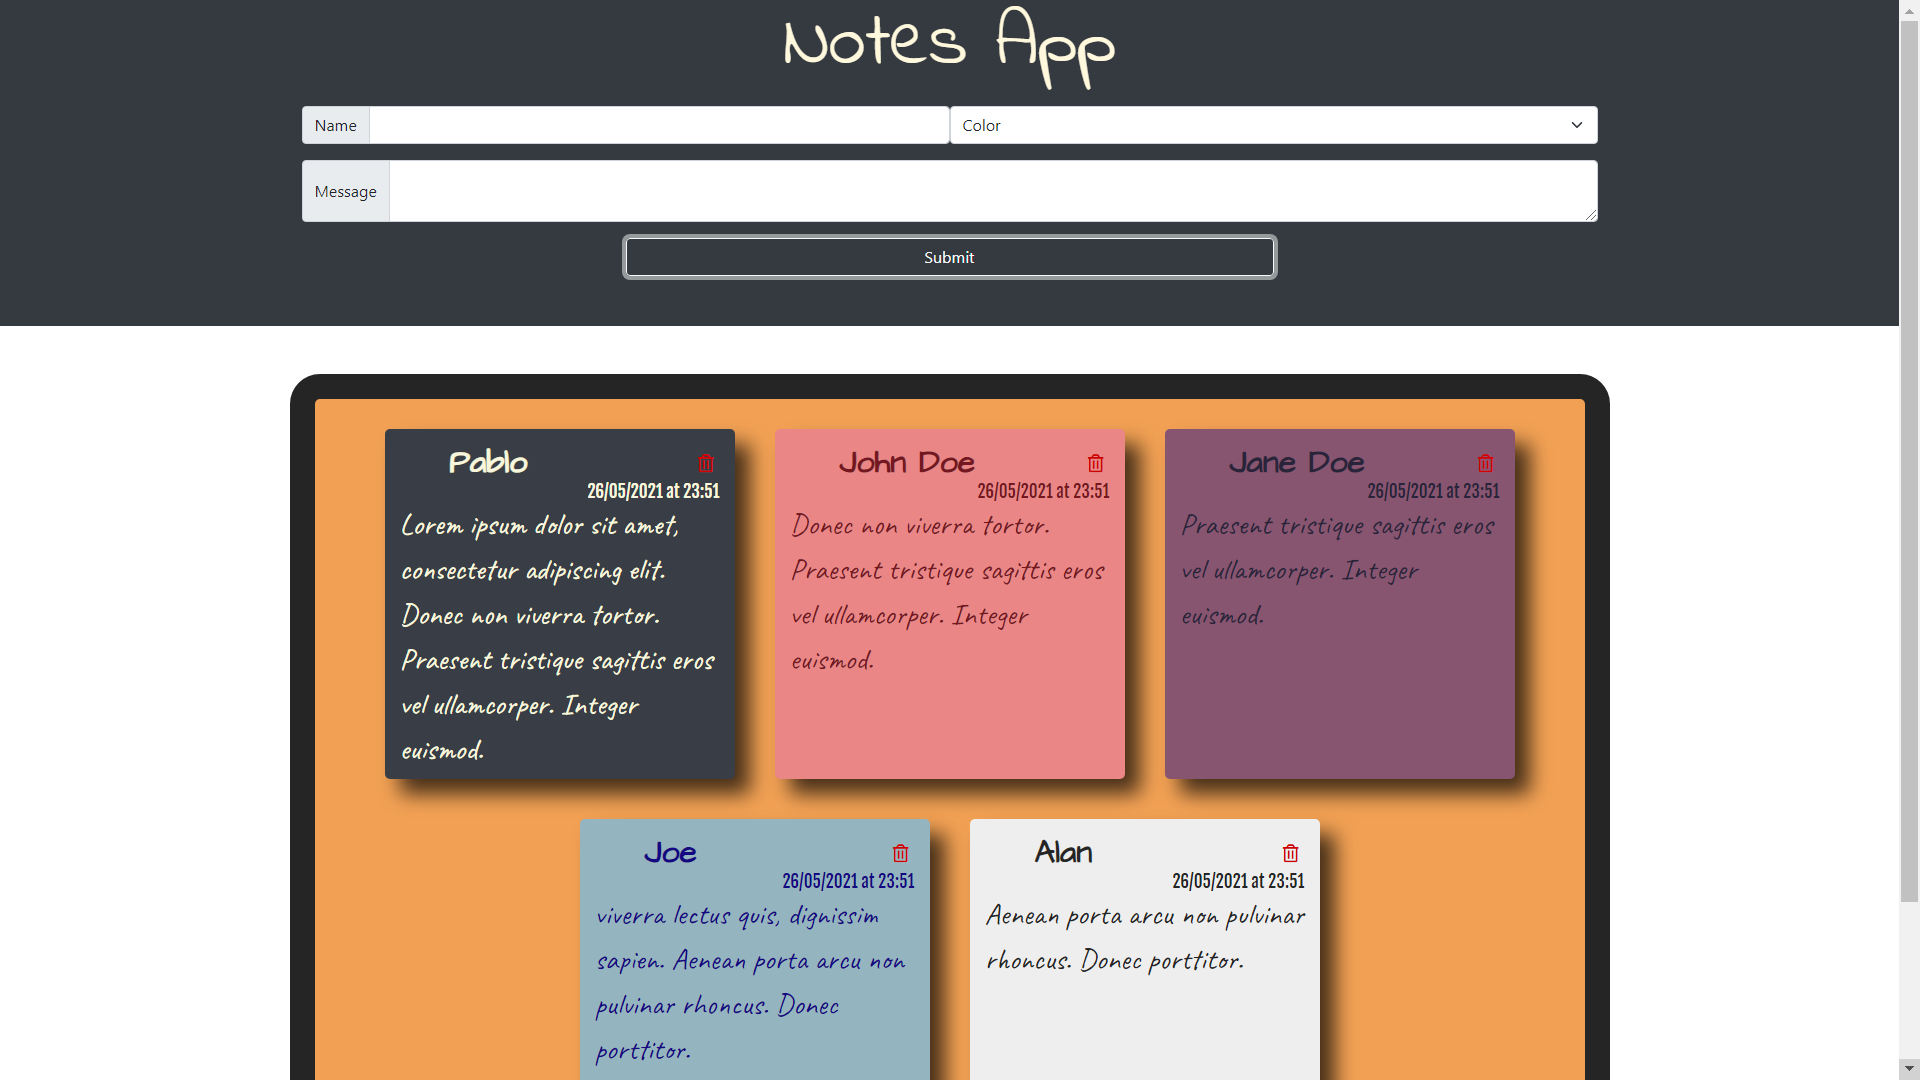 Notes App
Name
Color
Message
Submit
Pablo
26/05/2021 at 23:51
Lorem ipsum dolor sit amet,
consectetur adipiscing elit.
Donec non viverra tortor.
Praesent tristique sagittis eros
vel ullamcorper. Integer
euismod.
John Doe
26/05/2021 at 23:51
Donec non viverra tortor.
Praesent tristique sagittis eros
vel ullamcorper. Integer
euismod.
Jane Doe
26/05/2021 at 23:51
Praesent tristique sagittis eros
vel ullamcorper. Integer
euismod.
Joe
26/05/2021 at 23:51
viverra lectus quis, dignissim
sapien. Aenean porta arcu non
pulvinar rhoncus. Donec
porttitor.
Alan
26/05/2021 at 23:51
Aenean porta arcu non pulvinar
rhoncus. Donec porttitor.